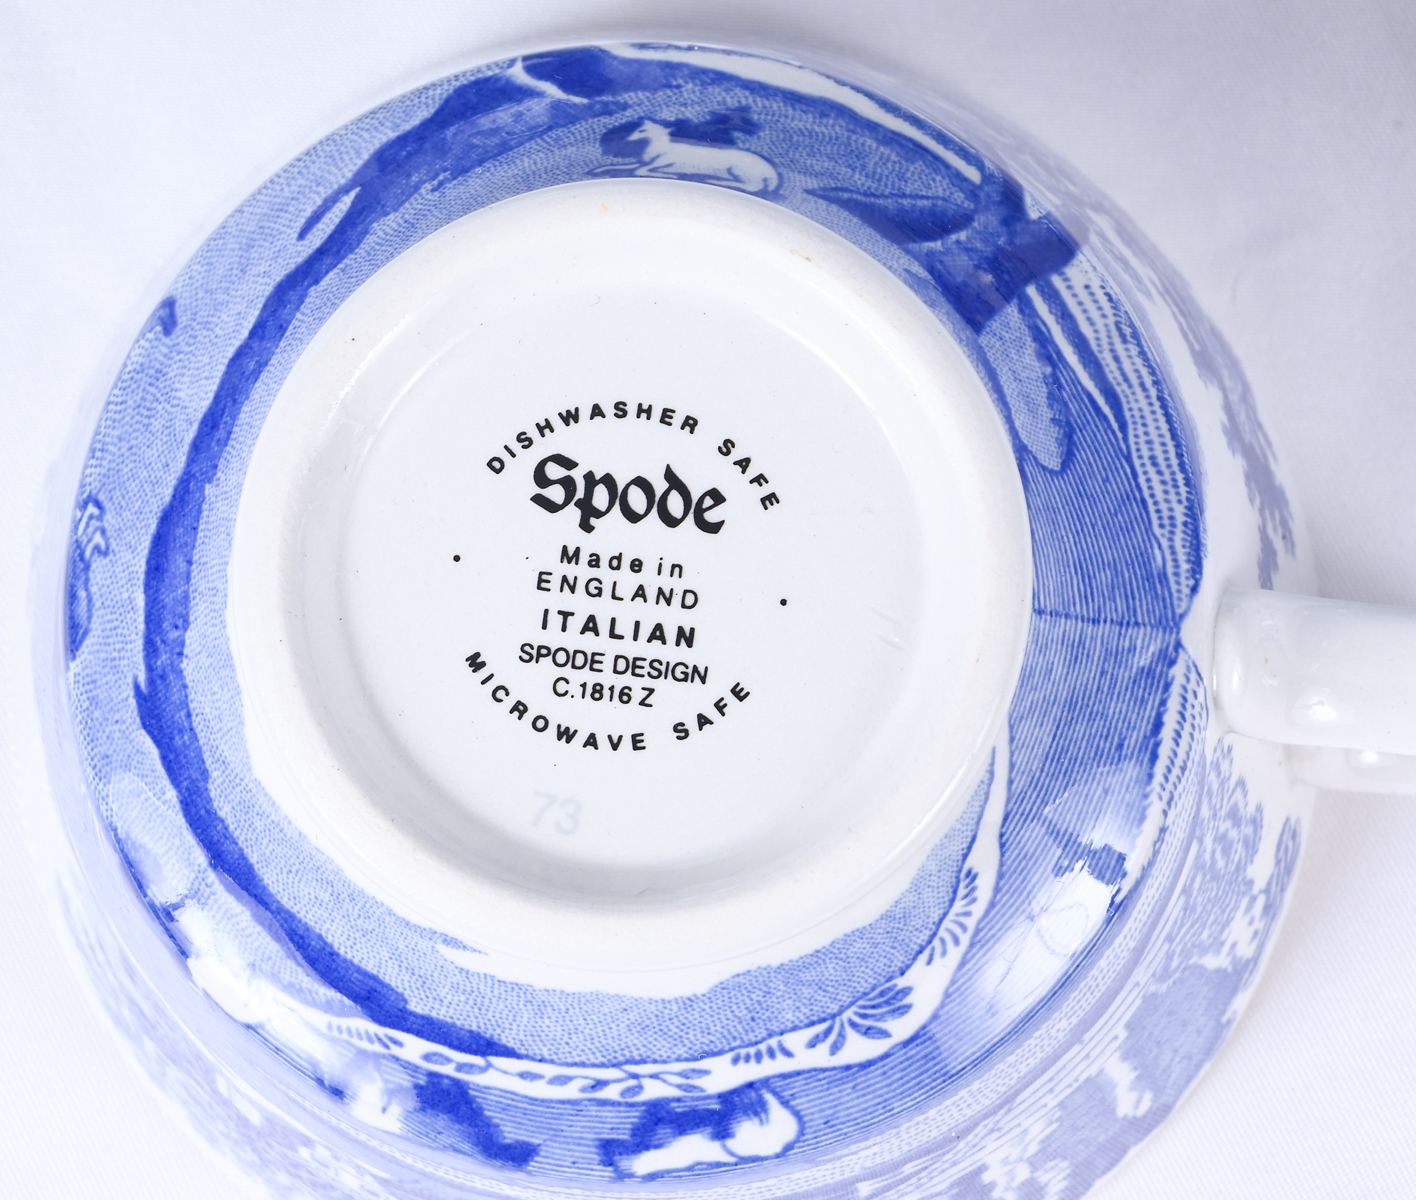 DISHWASHER SAFE
Spode
Made in
ENGLAND
ITALIAN
SPODE DESIGN
C.1816 Z
MICROWAVE SAFE
73